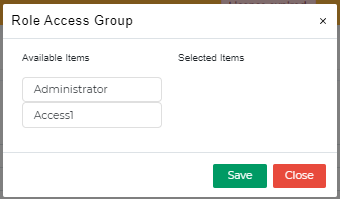 Role Access Group ×
Available Items Selected Items
Administrator
Access1
Save Close